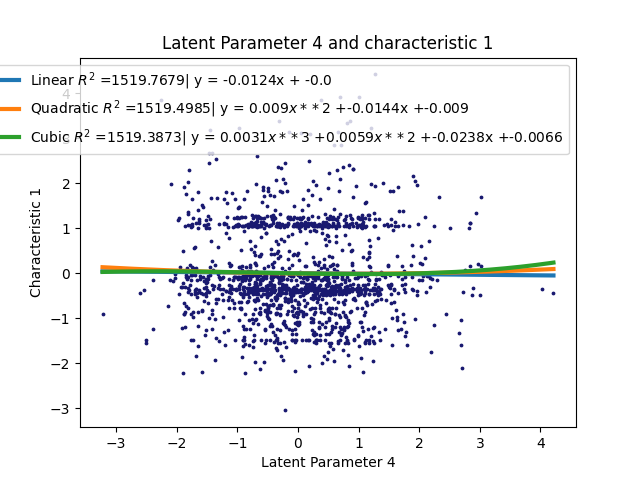 Latent Parameter 4 and characteristic 1
Linear R² =1519.7679| y = -0.0124x + -0.0
Quadratic R² =1519.4985| y = 0.009x**2 +-0.0144x +-0.009
Cubic R² =1519.3873| y = 0.0031x**3 +0.0059x**2 +-0.0238x +-0.0066
Characteristic 1
4
3
2
1
0
−1
−2
−3
−3 −2 −1 0 1 2 3 4
Latent Parameter 4